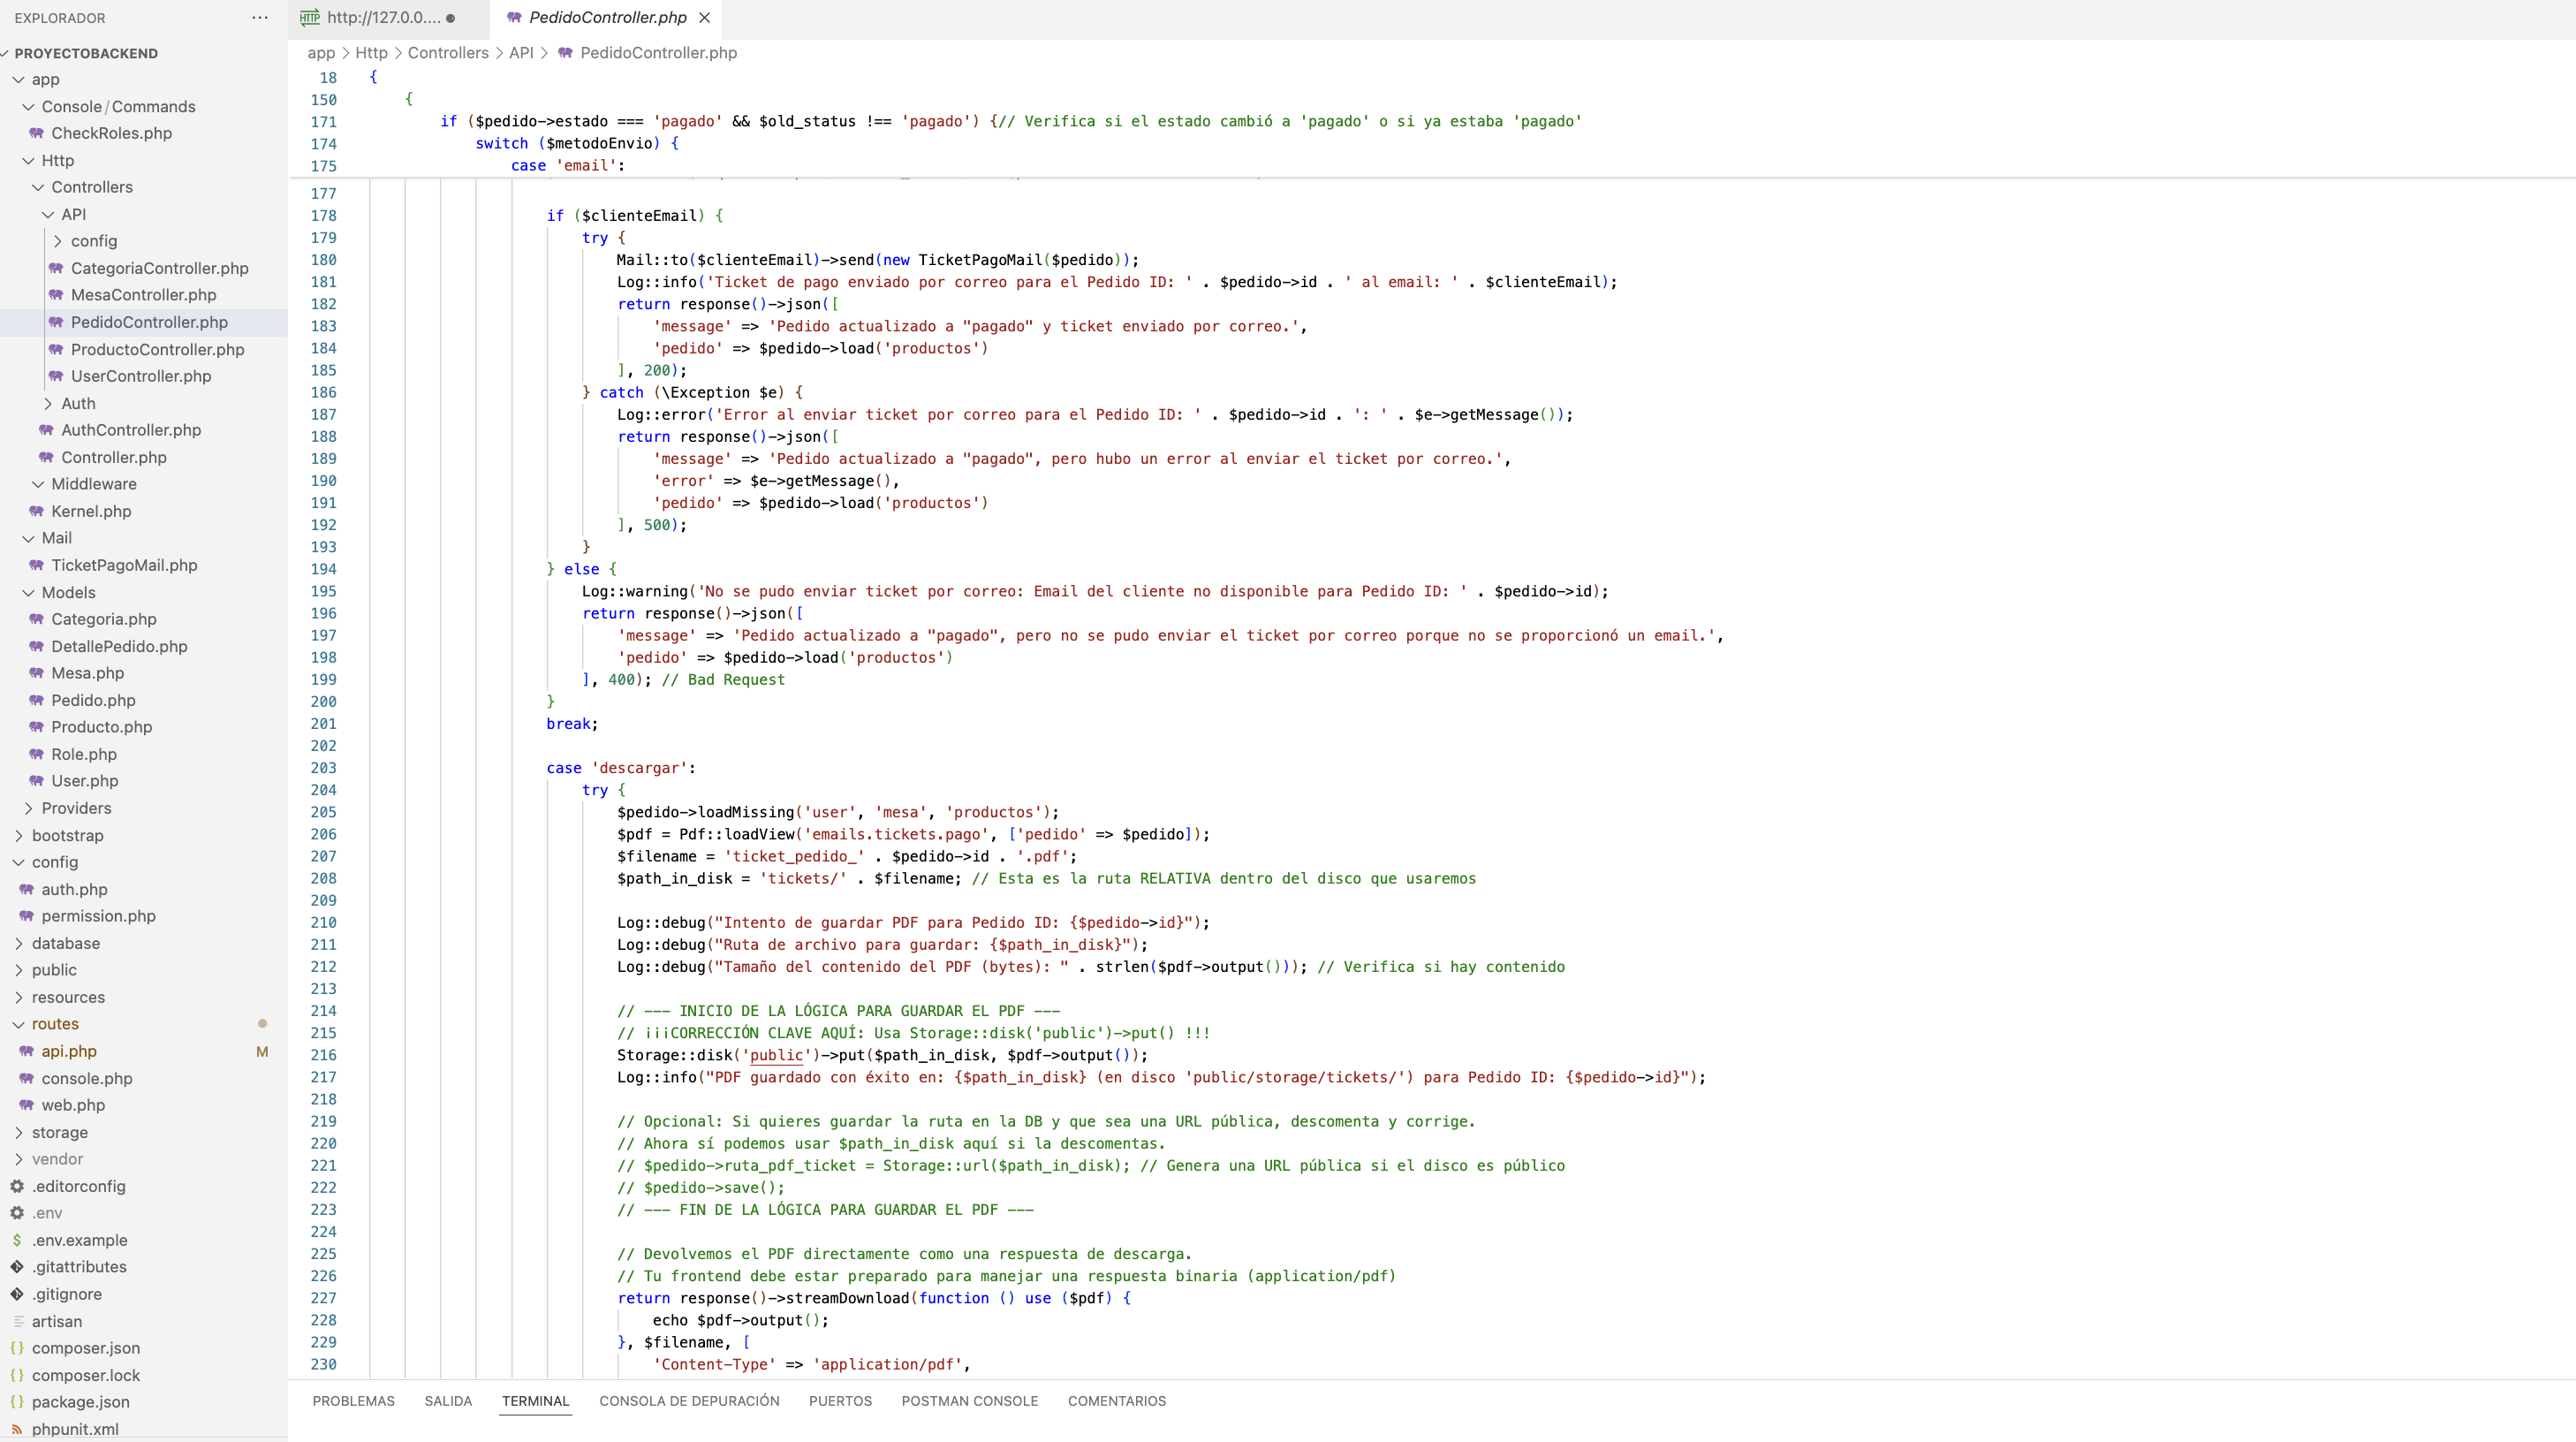 EXPLORADOR
PROYECTOBACKEND
app
Console/Commands
CheckRoles.php
Http
Controllers
API
config
CategoriaController.php
MesaController.php
PedidoController.php
ProductoController.php
UserController.php
Auth
AuthController.php
Controller.php
Middleware
Kernel.php
Mail
TicketPagoMail.php
Models
Categoria.php
DetallePedido.php
Mesa.php
Pedido.php
Producto.php
Role.php
User.php
Providers
bootstrap
config
auth.php
permission.php
database
public
resources
routes
api.php M
console.php
web.php
storage
vendor
.editorconfig
.env
.env.example
.gitattributes
.gitignore
artisan
composer.json
composer.lock
package.json
phpunit.xml
HTTP http://127.0.0.... PedidoController.php
app > Http > Controllers > API > PedidoController.php
18 {
150 {
171 if ($pedido->estado === 'pagado' && $old_status !== 'pagado') {// Verifica si el estado cambió a 'pagado' o si ya estaba 'pagado'
174 switch ($metodoEnvio) {
175 case 'email':
177
178 if ($clienteEmail) {
179 try {
180 Mail::to($clienteEmail)->send(new TicketPagoMail($pedido));
181 Log::info('Ticket de pago enviado por correo para el Pedido ID: ' . $pedido->id . ' al email: ' . $clienteEmail);
182 return response()->json([
183 'message' => 'Pedido actualizado a "pagado" y ticket enviado por correo.',
184 'pedido' => $pedido->load('productos')
185 ], 200);
186 } catch (\Exception $e) {
187 Log::error('Error al enviar ticket por correo para el Pedido ID: ' . $pedido->id . ': ' . $e->getMessage());
188 return response()->json([
189 'message' => 'Pedido actualizado a "pagado", pero hubo un error al enviar el ticket por correo.',
190 'error' => $e->getMessage(),
191 'pedido' => $pedido->load('productos')
192 ], 500);
193 }
194 } else {
195 Log::warning('No se pudo enviar ticket por correo: Email del cliente no disponible para Pedido ID: ' . $pedido->id);
196 return response()->json([
197 'message' => 'Pedido actualizado a "pagado", pero no se pudo enviar el ticket por correo porque no se proporcionó un email.',
198 'pedido' => $pedido->load('productos')
199 ], 400); // Bad Request
200 }
201 break;
202
203 case 'descargar':
204 try {
205 $pedido->loadMissing('user', 'mesa', 'productos');
206 $pdf = Pdf::loadView('emails.tickets.pago', ['pedido' => $pedido]);
207 $filename = 'ticket_pedido_' . $pedido->id . '.pdf';
208 $path_in_disk = 'tickets/' . $filename; // Esta es la ruta RELATIVA dentro del disco que usaremos
209
210 Log::debug("Intento de guardar PDF para Pedido ID: {$pedido->id}");
211 Log::debug("Ruta de archivo para guardar: {$path_in_disk}");
212 Log::debug("Tamaño del contenido del PDF (bytes): " . strlen($pdf->output())); // Verifica si hay contenido
213
214 // --- INICIO DE LA LÓGICA PARA GUARDAR EL PDF ---
215 // ¡¡¡CORRECCIÓN CLAVE AQUÍ: Usa Storage::disk('public')->put() !!!
216 Storage::disk('public')->put($path_in_disk, $pdf->output());
217 Log::info("PDF guardado con éxito en: {$path_in_disk} (en disco 'public/storage/tickets/') para Pedido ID: {$pedido->id}");
218
219 // Opcional: Si quieres guardar la ruta en la DB y que sea una URL pública, descomenta y corrige.
220 // Ahora sí podemos usar $path_in_disk aquí si la descomentas.
221 // $pedido->ruta_pdf_ticket = Storage::url($path_in_disk); // Genera una URL pública si el disco es público
222 // $pedido->save();
223 // --- FIN DE LA LÓGICA PARA GUARDAR EL PDF ---
224
225 // Devolvemos el PDF directamente como una respuesta de descarga.
226 // Tu frontend debe estar preparado para manejar una respuesta binaria (application/pdf)
227 return response()->streamDownload(function () use ($pdf) {
228 echo $pdf->output();
229 }, $filename, [
230 'Content-Type' => 'application/pdf',
PROBLEMAS SALIDA TERMINAL CONSOLA DE DEPURACIÓN PUERTOS POSTMAN CONSOLE COMENTARIOS